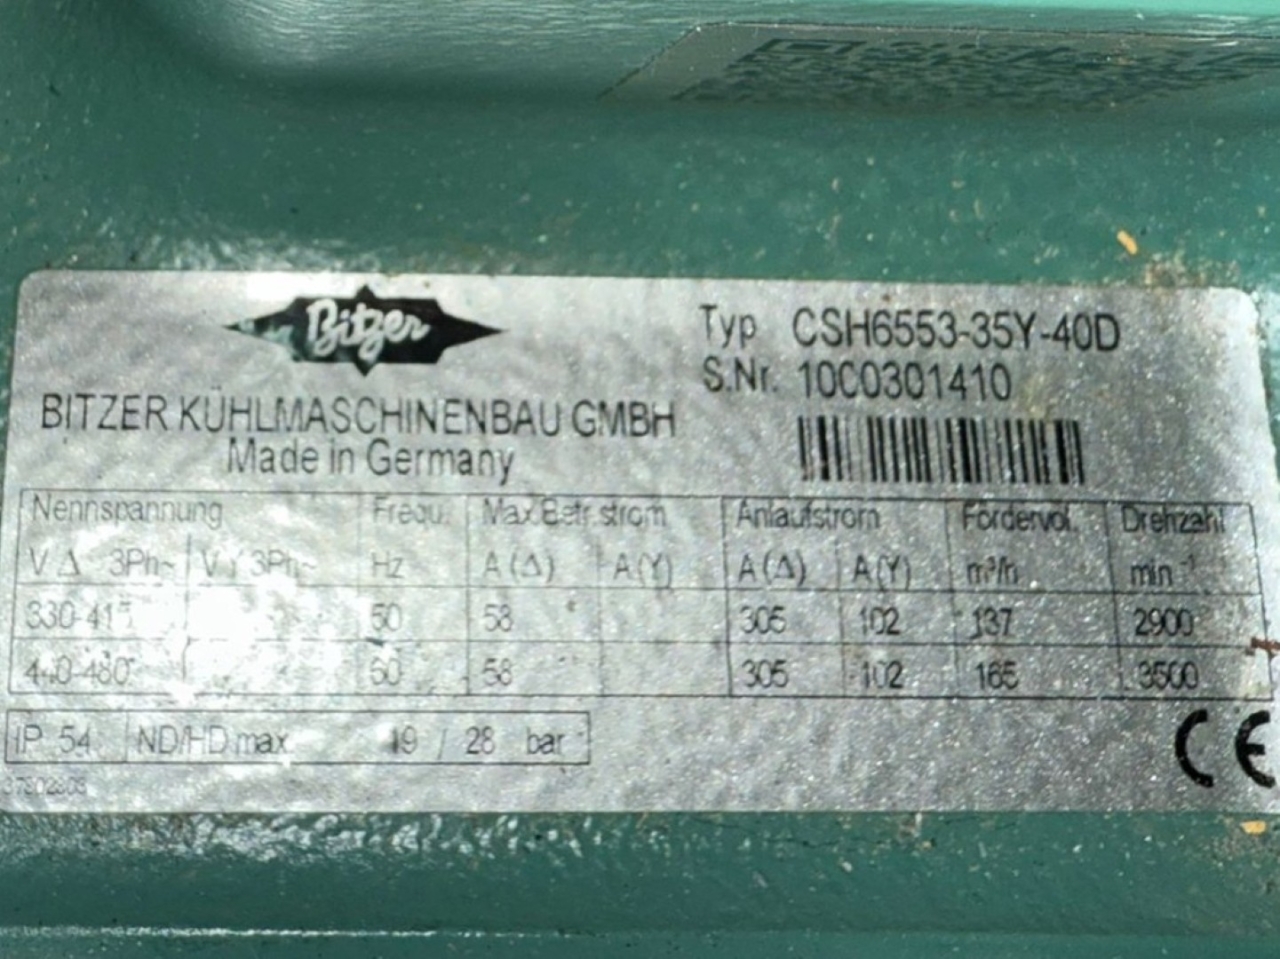 Bitzer
Typ CSH6553-35Y-40D
S.Nr. 1000301410
BITZER KÜHLMASCHINENBAU GMBH
Made in Germany
Nennspannung Frequ. Max.Betr.strom Anlaufstrom Fördervol. Drehzahl
V Δ 3Ph~ V Y 3Ph~ Hz A (Δ) A (Y) A (Δ) A (Y) m³/h min⁻¹
50 58 305 102 137 2900
58 305 102 165 3500
IP 54 ND/HD max. 19 / 28 bar
CE